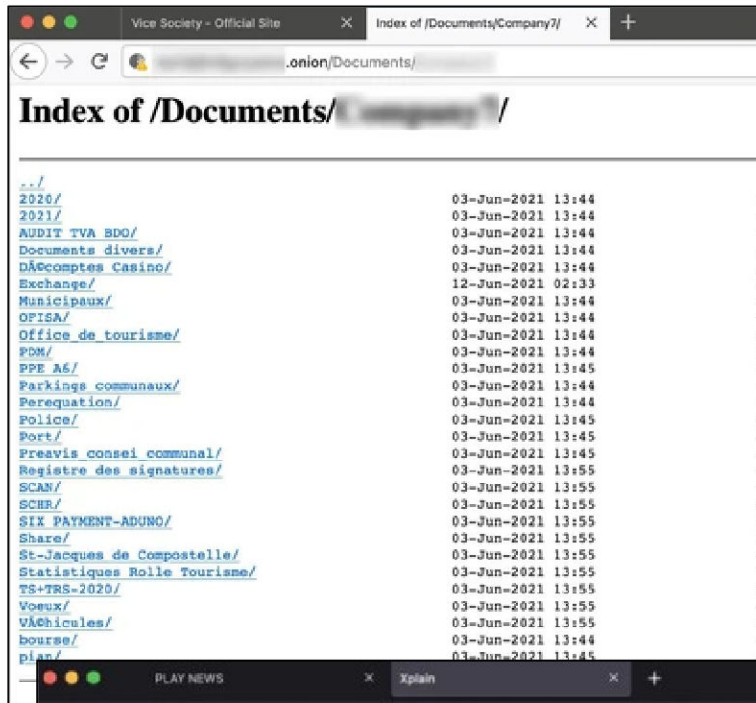 Vice Society – Official Site
Index of /Documents/Company7/
.onion/Documents/
Index of /Documents/ /
../
2020/ 03-Jun-2021 13:44
2021/ 03-Jun-2021 13:44
AUDIT TVA BDO/ 03-Jun-2021 13:44
Documents divers/ 03-Jun-2021 13:44
DÃ©comptes Casino/ 03-Jun-2021 13:44
Exchange/ 12-Jun-2021 02:33
Municipaux/ 03-Jun-2021 13:44
OFISA/ 03-Jun-2021 13:44
Office_de_tourisme/ 03-Jun-2021 13:44
PDM/ 03-Jun-2021 13:44
PPE A6/ 03-Jun-2021 13:45
Parkings communaux/ 03-Jun-2021 13:44
Perequation/ 03-Jun-2021 13:44
Police/ 03-Jun-2021 13:45
Port/ 03-Jun-2021 13:45
Preavis consei communal/ 03-Jun-2021 13:45
Registre des signatures/ 03-Jun-2021 13:55
SCAN/ 03-Jun-2021 13:55
SCHR/ 03-Jun-2021 13:55
SIX PAYMENT-ADUNO/ 03-Jun-2021 13:55
Share/ 03-Jun-2021 13:55
St-Jacques de Compostelle/ 03-Jun-2021 13:55
Statistiques Rolle Tourisme/ 03-Jun-2021 13:55
TS+TRS-2020/ 03-Jun-2021 13:55
Voeux/ 03-Jun-2021 13:55
VÃ©hicules/ 03-Jun-2021 13:55
bourse/ 03-Jun-2021 13:44
plan/ 03-Jun-2021 13:45
PLAY NEWS
Xplain